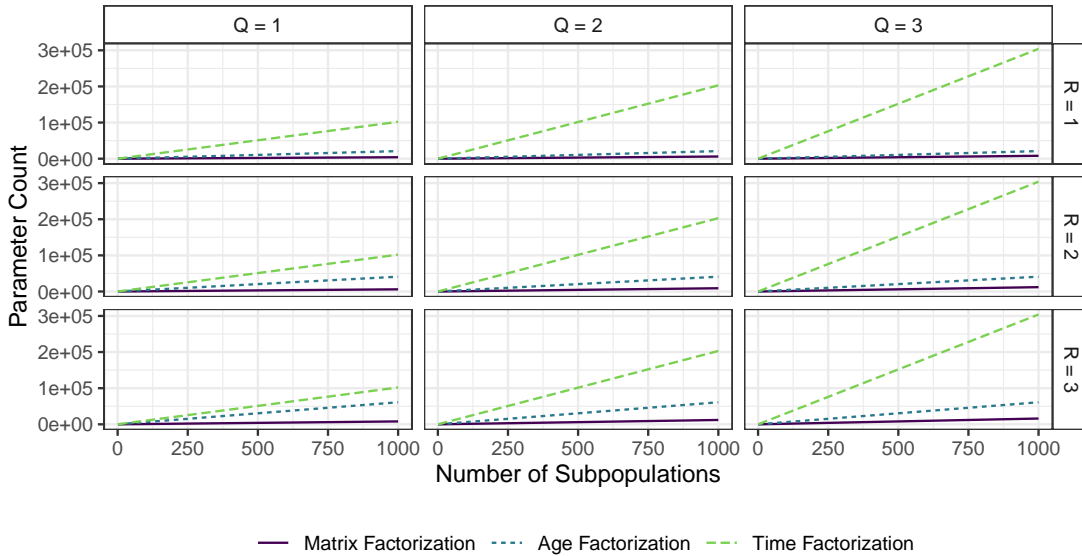 Q = 1
Q = 2
Q = 3
3e+05
2e+05
1e+05
0e+00
R = 1
3e+05
2e+05
1e+05
0e+00
R = 2
3e+05
2e+05
1e+05
0e+00
R = 3
Parameter Count
0 250 500 750 1000
0 250 500 750 1000
0 250 500 750 1000
Number of Subpopulations
Matrix Factorization Age Factorization Time Factorization